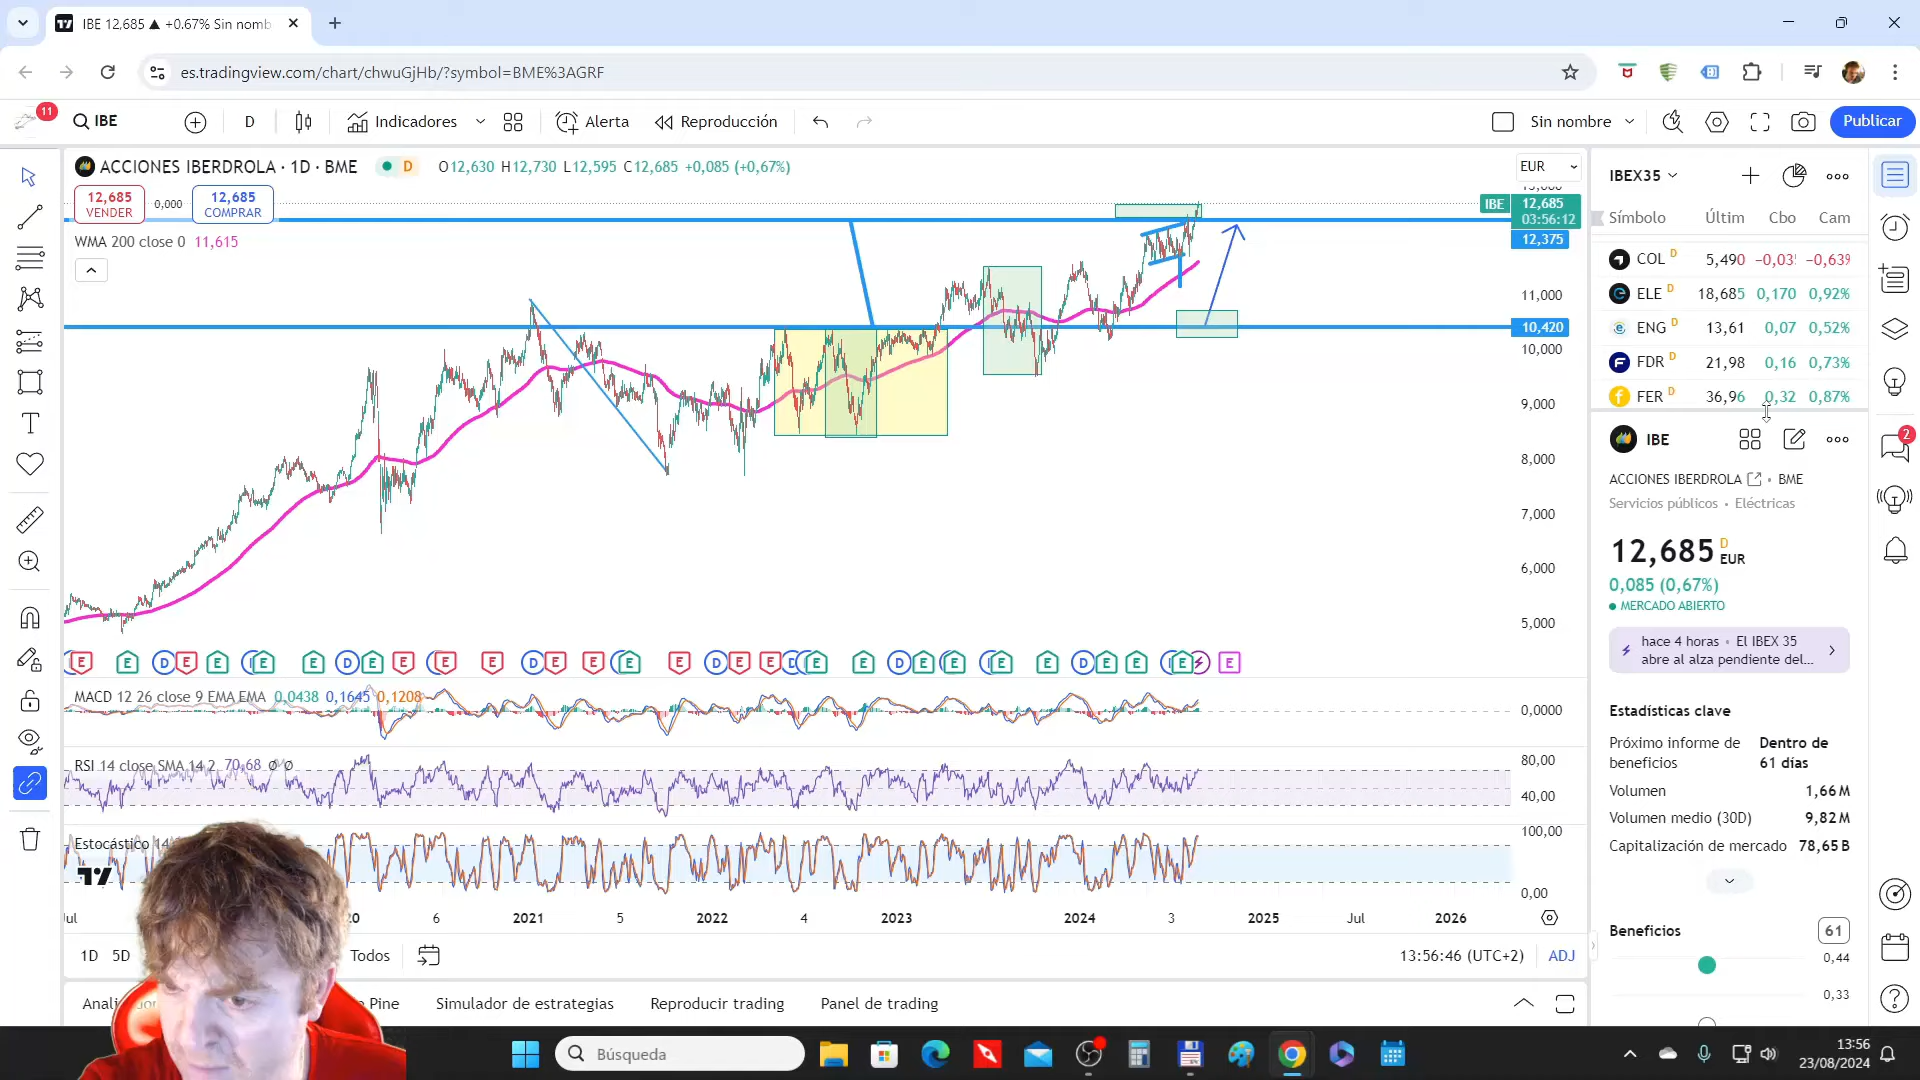 IBE 12,685 ▲ +0.67% Sin nomb
es.tradingview.com/chart/chwuGjHb/?symbol=BME%3AGRF
11
IBE
D
Indicadores
Alerta
Reproducción
Sin nombre
Publicar
ACCIONES IBERDROLA · 1D · BME
D
O12,630 H12,730 L12,595 C12,685 +0,085 (+0,67%)
EUR
12,685
VENDER
0,000
12,685
COMPRAR
WMA 200 close 0 11,615
IBE
12,685
03:56:12
12,375
11,000
10,420
10,000
9,000
8,000
7,000
6,000
5,000
MACD 12 26 close 9 EMA EMA 0,0438 0,1645 0,1208
0,0000
RSI 14 close SMA 14 2 70,68 Ø Ø
80,00
40,00
Estocástico 14
100,00
0,00
6
2021
5
2022
4
2023
2024
3
2025
Jul
2026
1D
5D
Todos
13:56:46 (UTC+2)
ADJ
Pine
Simulador de estrategias
Reproducir trading
Panel de trading
IBEX35
Símbolo Últim Cbo Cam
COL D 5,490 −0,03 −0,63
ELE D 18,685 0,170 0,92%
ENG D 13,61 0,07 0,52%
FDR D 21,98 0,16 0,73%
FER D 36,96 0,32 0,87%
IBE
ACCIONES IBERDROLA • BME
Servicios públicos • Eléctricas
12,685 D EUR
0,085 (0,67%)
MERCADO ABIERTO
hace 4 horas • El IBEX 35
abre al alza pendiente del...
Estadísticas clave
Próximo informe de
beneficios
Dentro de
61 días
Volumen 1,66 M
Volumen medio (30D) 9,82 M
Capitalización de mercado 78,65 B
Beneficios 61
0,44
0,33
2
Búsqueda
13:56
23/08/2024